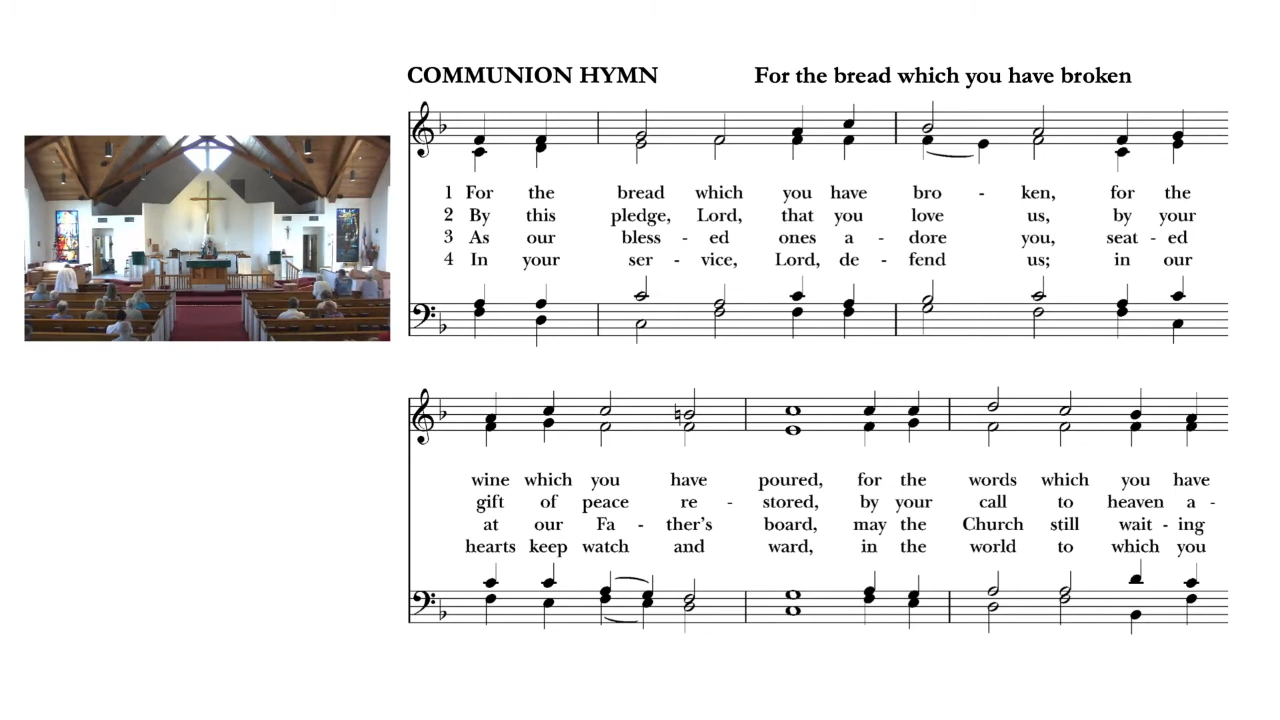 COMMUNION HYMN For the bread which you have broken
1 For the bread which you have bro - ken, for the
2 By this pledge, Lord, that you love us, by your
3 As our bless - ed ones a - dore you, seat - ed
4 In your ser - vice, Lord, de - fend us; in our
wine which you have poured, for the words which you have
gift of peace re - stored, by your call to heaven a -
at our Fa - ther's board, may the Church still wait - ing
hearts keep watch and ward, in the world to which you